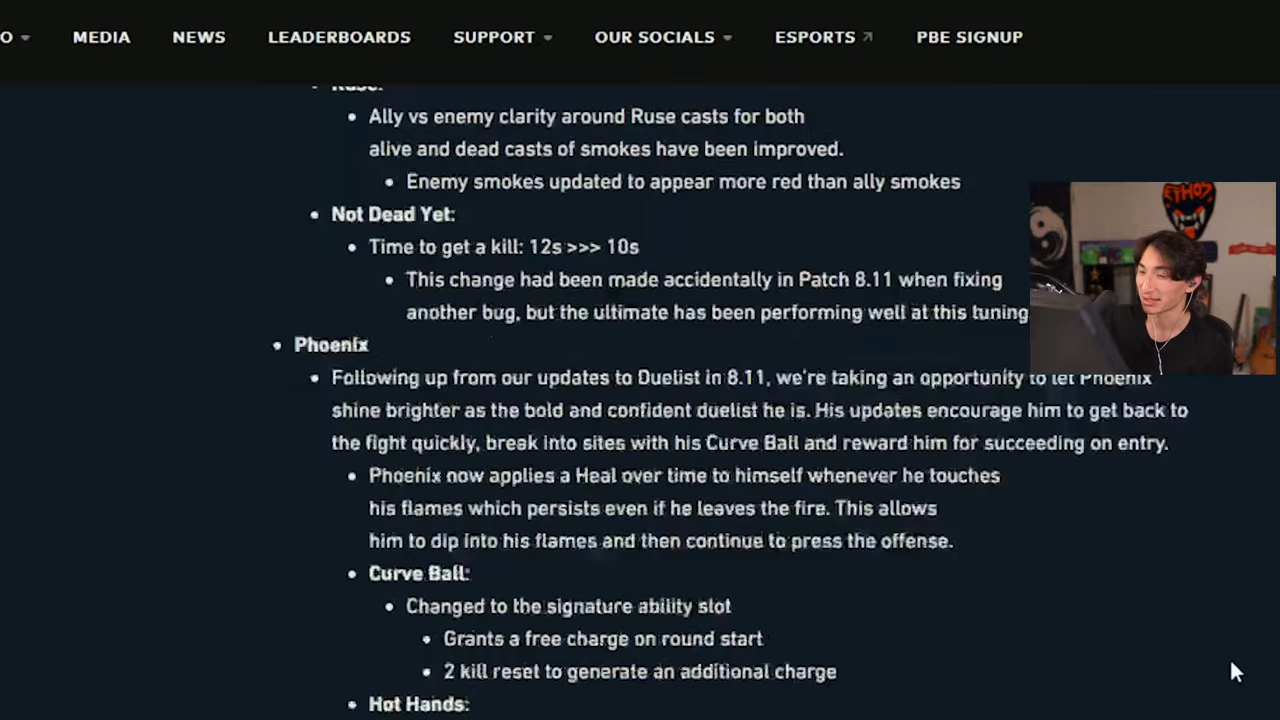 O
MEDIA
NEWS
LEADERBOARDS
SUPPORT
OUR SOCIALS
ESPORTS
PBE SIGNUP
Ruse:
Ally vs enemy clarity around Ruse casts for both
alive and dead casts of smokes have been improved.
Enemy smokes updated to appear more red than ally smokes
Not Dead Yet:
Time to get a kill: 12s >>> 10s
This change had been made accidentally in Patch 8.11 when fixing
another bug, but the ultimate has been performing well at this tuning
Phoenix
Following up from our updates to Duelist in 8.11, we're taking an opportunity to let Phoenix
shine brighter as the bold and confident duelist he is. His updates encourage him to get back to
the fight quickly, break into sites with his Curve Ball and reward him for succeeding on entry.
Phoenix now applies a Heal over time to himself whenever he touches
his flames which persists even if he leaves the fire. This allows
him to dip into his flames and then continue to press the offense.
Curve Ball:
Changed to the signature ability slot
Grants a free charge on round start
2 kill reset to generate an additional charge
Hot Hands:
ETHOS